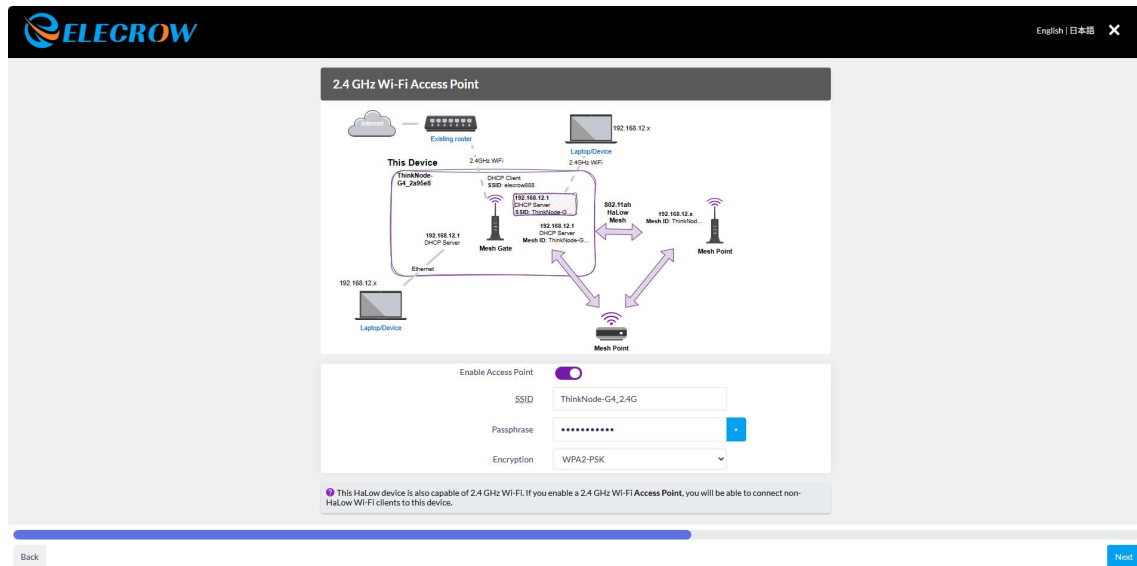 ELECROW
English | 日本語 ✕
2.4 GHz Wi-Fi Access Point
Internet
Existing router
192.168.12.x
Laptop/Device
2.4GHz WiFi
2.4GHz WiFi
This Device
ThinkNode-
G4_2a95e8
DHCP Client
SSID: elecrow888
192.168.12.1
DHCP Server
SSID: ThinkNode-G...
192.168.12.1
DHCP Server
Mesh ID: ThinkNode-G...
Mesh Gate
192.168.12.1
DHCP Server
Ethernet
802.11ah
HaLow
Mesh
192.168.12.x
Mesh ID: ThinkNod...
Mesh Point
192.168.12.x
Laptop/Device
Mesh Point
Enable Access Point
SSID
ThinkNode-G4_2.4G
Passphrase
•••••••••••
Encryption
WPA2-PSK
This HaLow device is also capable of 2.4 GHz Wi-Fi. If you enable a 2.4 GHz Wi-Fi Access Point, you will be able to connect non-
HaLow Wi-Fi clients to this device.
Back
Next